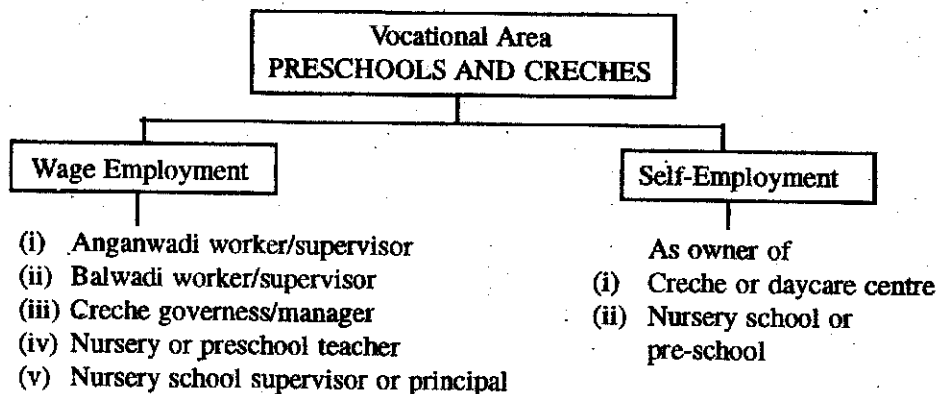 Vocational Area
PRESCHOOLS AND CRECHES
Wage Employment
(i) Anganwadi worker/supervisor
(ii) Balwadi worker/supervisor
(iii) Creche governess/manager
(iv) Nursery or preschool teacher
(v) Nursery school supervisor or principal
Self-Employment
As owner of
(i) Creche or daycare centre
(ii) Nursery school or
pre-school